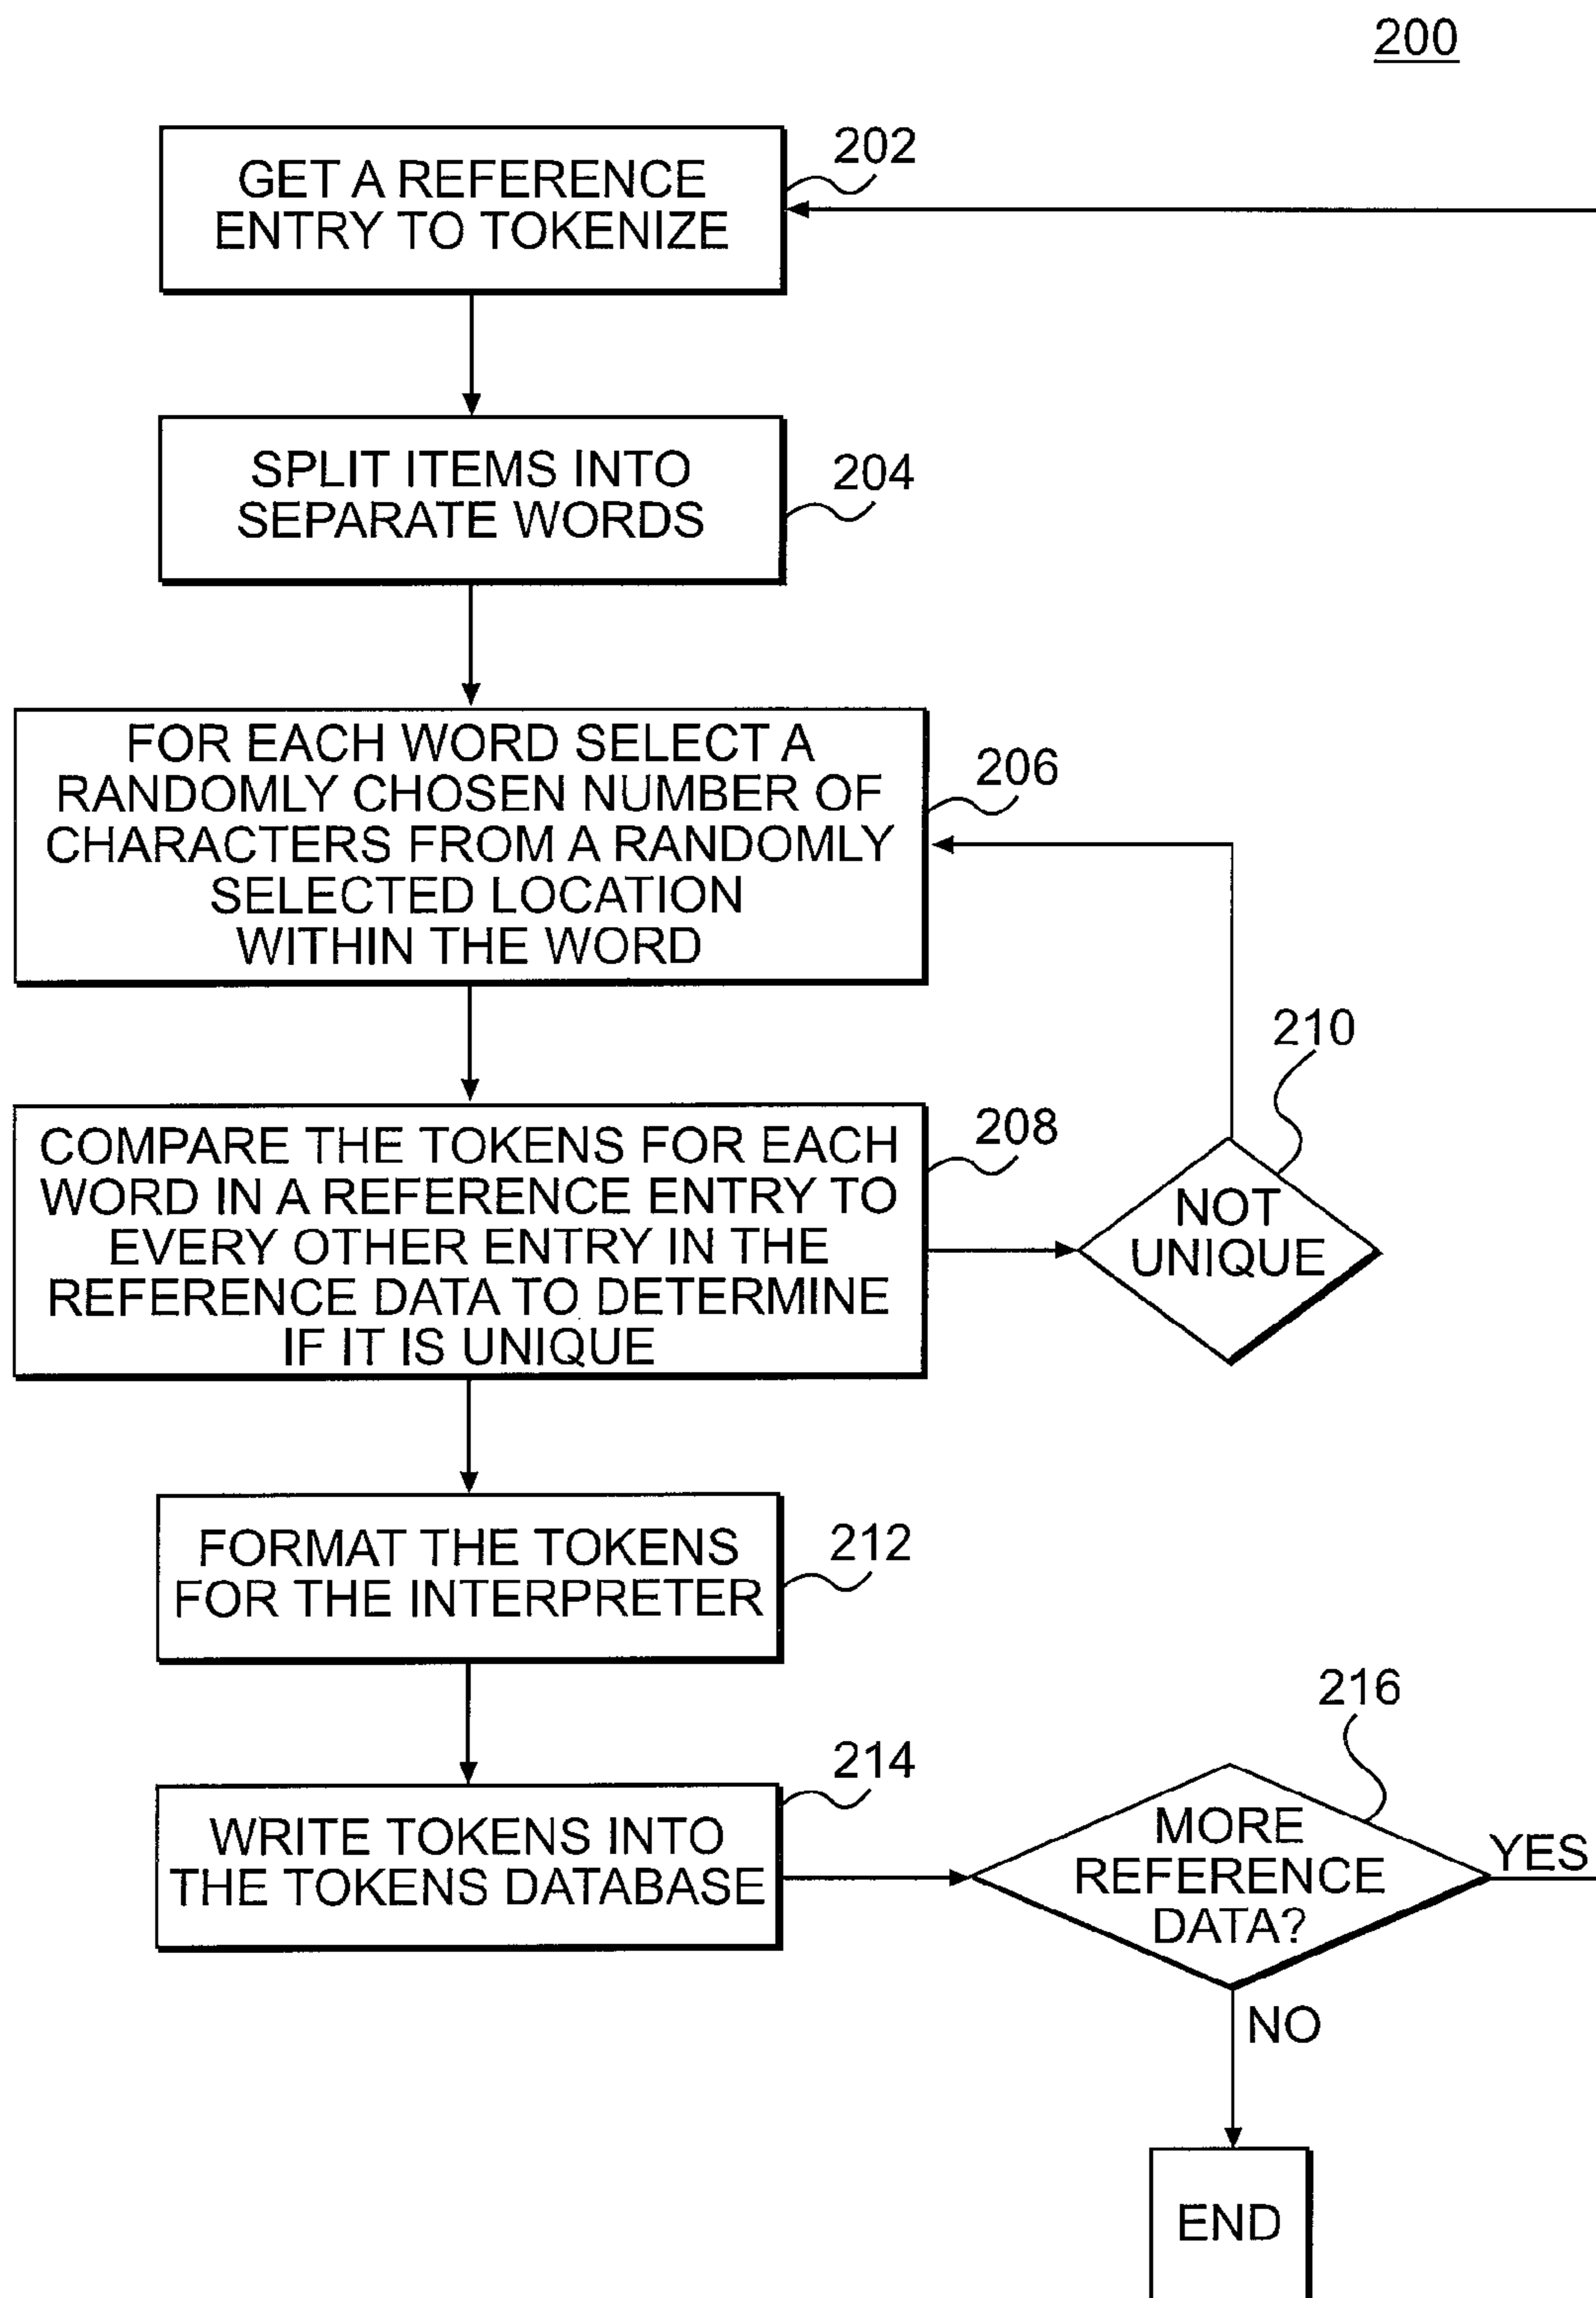 200
202
GET A REFERENCE
ENTRY TO TOKENIZE
204
SPLIT ITEMS INTO
SEPARATE WORDS
206
FOR EACH WORD SELECT A
RANDOMLY CHOSEN NUMBER OF
CHARACTERS FROM A RANDOMLY
SELECTED LOCATION
WITHIN THE WORD
208
COMPARE THE TOKENS FOR EACH
WORD IN A REFERENCE ENTRY TO
EVERY OTHER ENTRY IN THE
REFERENCE DATA TO DETERMINE
IF IT IS UNIQUE
210
NOT
UNIQUE
212
FORMAT THE TOKENS
FOR THE INTERPRETER
214
WRITE TOKENS INTO
THE TOKENS DATABASE
216
MORE
REFERENCE
DATA?
YES
NO
END